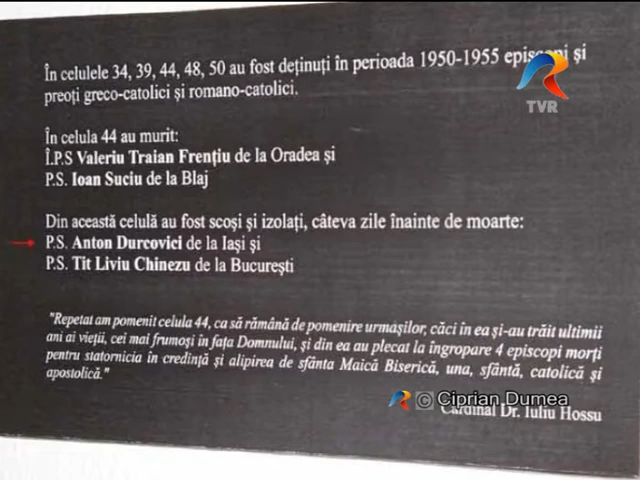 În celulele 34, 39, 44, 48, 50 au fost deținuți în perioada 1950-1955 episcopi și
preoți greco-catolici și romano-catolici.
TVR
În celula 44 au murit:
Î.P.S Valeriu Traian Frențiu de la Oradea și
P.S. Ioan Suciu de la Blaj
Din această celulă au fost scoși și izolați, câteva zile înainte de moarte:
P.S. Anton Durcovici de la Iași și
P.S. Tit Liviu Chinezu de la București
"Repetat am pomenit celula 44, ca să rămână de pomenire urmașilor, căci în ea și-au trăit ultimii
ani ai vieții, cei mai frumoși în fața Domnului, și din ea au plecat la îngropare 4 episcopi morți
pentru statornicia în credință și alipirea de sfânta Maică Biserică, una, sfântă, catolică și
apostolică."
© Ciprian Dumea
Cardinal Dr. Iuliu Hossu